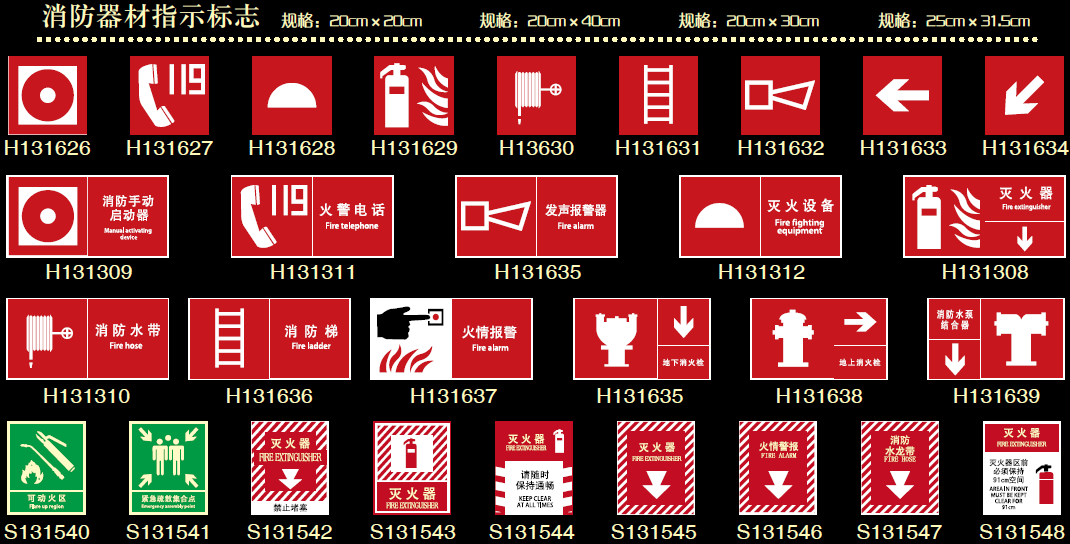 消防器材指示标志 规格：20cm×20cm 规格：20cm×40cm 规格：20cm×30cm 规格：25cm×31.5cm
119
H131626 H131627 H131628 H131629 H13630 H131631 H131632 H131633 H131634
消防手动
启动器
Manual activating
device
119
火警电话
Fire telephone
发声报警器
Fire alarm
灭火设备
Fire fighting
equipment
灭火器
Fire extinguisher
H131309 H131311 H131635 H131312 H131308
消防水带
Fire hose
消防梯
Fire ladder
火情报警
Fire alarm
地下消火栓
地上消火栓
消防水泵
结合器
H131310 H131636 H131637 H131635 H131638 H131639
可动火区
Flare up region
紧急疏散集合点
Emergency assembly point
灭火器
FIRE EXTINGUISHER
禁止堵塞
灭火器
FIRE EXTINGUISHER
灭火器
FIRE EXTINGUISHER
请随时
保持通畅
KEEP CLEAR
AT ALL TIMES
灭火器
FIRE EXTINGUISHER
火情警报
FIRE ALARM
消防
水龙带
FIRE HOSE
灭火器
FIRE EXTINGUISHER
灭火器区前
必须保持
91cm空间
AREA IN FRONT
MUST BE KEPT
CLEAR FOR
91cm
S131540 S131541 S131542 S131543 S131544 S131545 S131546 S131547 S131548